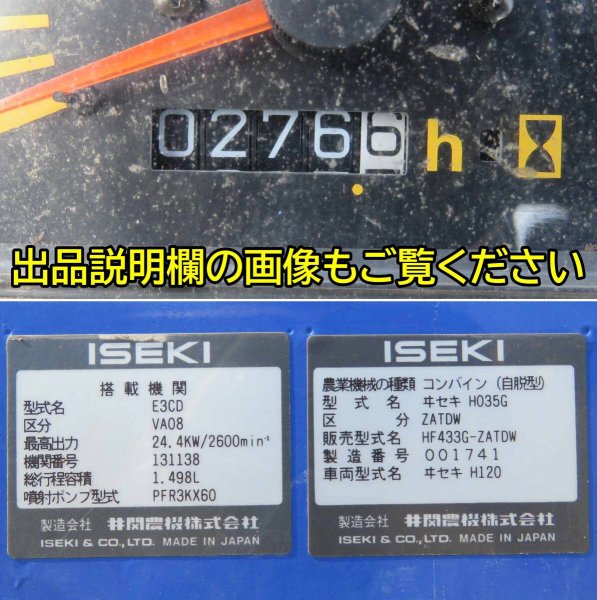 02766 h
出品説明欄の画像もご覧ください
ISEKI
搭載機関
型式名 E3CD
区分 VA08
最高出力 24.4KW/2600min⁻¹
機関番号 131138
総行程容積 1.498L
噴射ポンプ型式 PFR3KX60
製造会社 井関農機株式会社
ISEKI & CO., LTD. MADE IN JAPAN
ISEKI
農業機械の種類 コンバイン (自脱型)
型式名 ヰセキ HO35G
区分 ZATDW
販売型式名 HF433G-ZATDW
製造番号 001741
車両型式名 ヰセキ H120
製造会社 井関農機株式会社
ISEKI & CO., LTD. MADE IN JAPAN